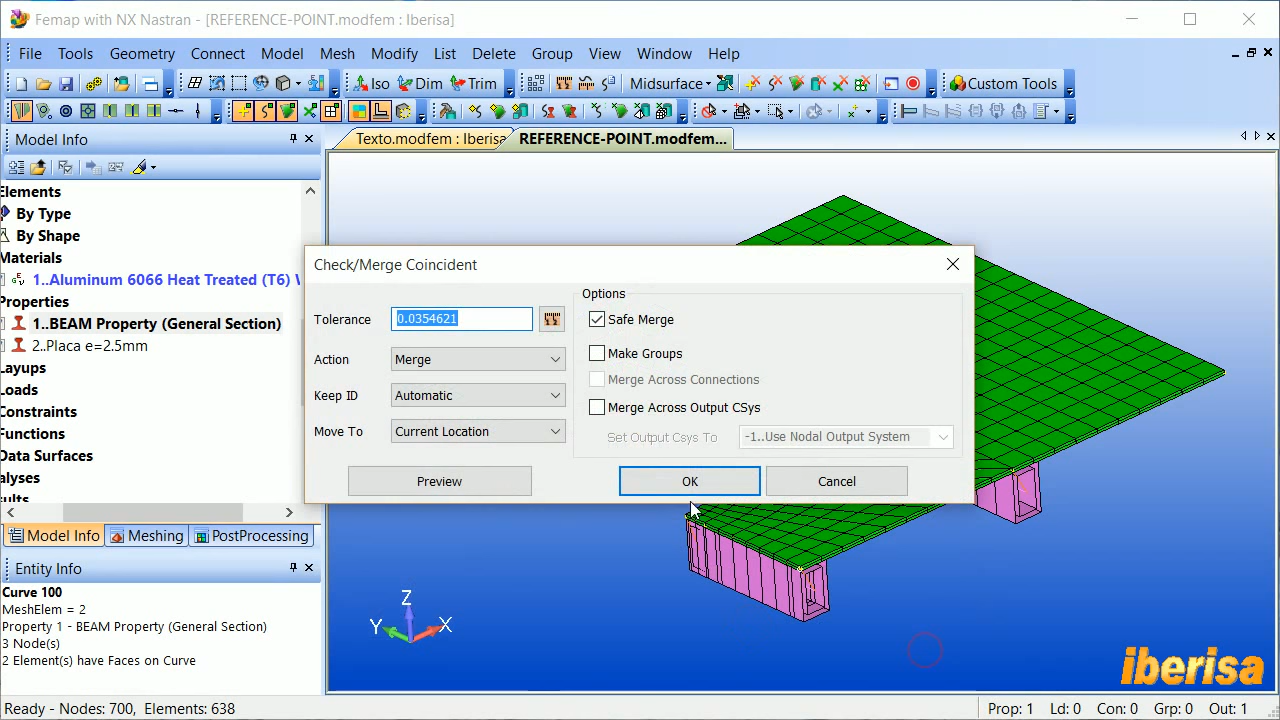 Femap with NX Nastran - [REFERENCE-POINT.modfem : Iberisa]
File Tools Geometry Connect Model Mesh Modify List Delete Group View Window Help
Iso Dim Trim Midsurface Custom Tools
Model Info
Texto.modfem : Iberisa
REFERENCE-POINT.modfem...
Elements
By Type
By Shape
Materials
1..Aluminum 6066 Heat Treated (T6)
Properties
1..BEAM Property (General Section)
2..Placa e=2.5mm
Layups
Loads
Constraints
Functions
Data Surfaces
Model Info Meshing PostProcessing
Entity Info
Curve 100
MeshElem = 2
Property 1 - BEAM Property (General Section)
3 Node(s)
2 Element(s) have Faces on Curve
Check/Merge Coincident
Tolerance 0.0354621
Action Merge
Keep ID Automatic
Move To Current Location
Preview
Options
Safe Merge
Make Groups
Merge Across Connections
Merge Across Output CSys
Set Output Csys To -1..Use Nodal Output System
OK Cancel
Z
Y X
iberisa
Ready - Nodes: 700, Elements: 638 Prop: 1 Ld: 0 Con: 0 Grp: 0 Out: 1